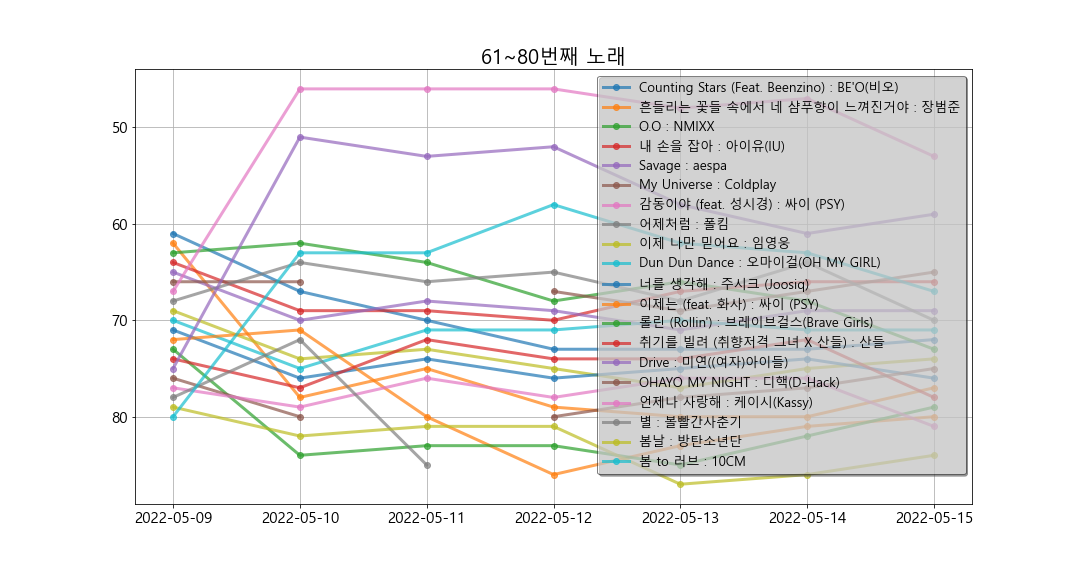 61~80번째 노래
50
60
70
80
Counting Stars (Feat. Beenzino) : BE'O(비오)
흔들리는 꽃들 속에서 네 샴푸향이 느껴진거야 : 장범준
O.O : NMIXX
내 손을 잡아 : 아이유(IU)
Savage : aespa
My Universe : Coldplay
감동이야 (feat. 성시경) : 싸이 (PSY)
어제처럼 : 폴킴
이제 나만 믿어요 : 임영웅
Dun Dun Dance : 오마이걸(OH MY GIRL)
너를 생각해 : 주시크 (Joosiq)
이제는 (feat. 화사) : 싸이 (PSY)
롤린 (Rollin') : 브레이브걸스(Brave Girls)
취기를 빌려 (취향저격 그녀 X 산들) : 산들
Drive : 미연((여자)아이들)
OHAYO MY NIGHT : 디핵(D-Hack)
언제나 사랑해 : 케이시(Kassy)
별 : 볼빨간사춘기
봄날 : 방탄소년단
봄 to 러브 : 10CM
2022-05-09 2022-05-10 2022-05-11 2022-05-12 2022-05-13 2022-05-14 2022-05-15